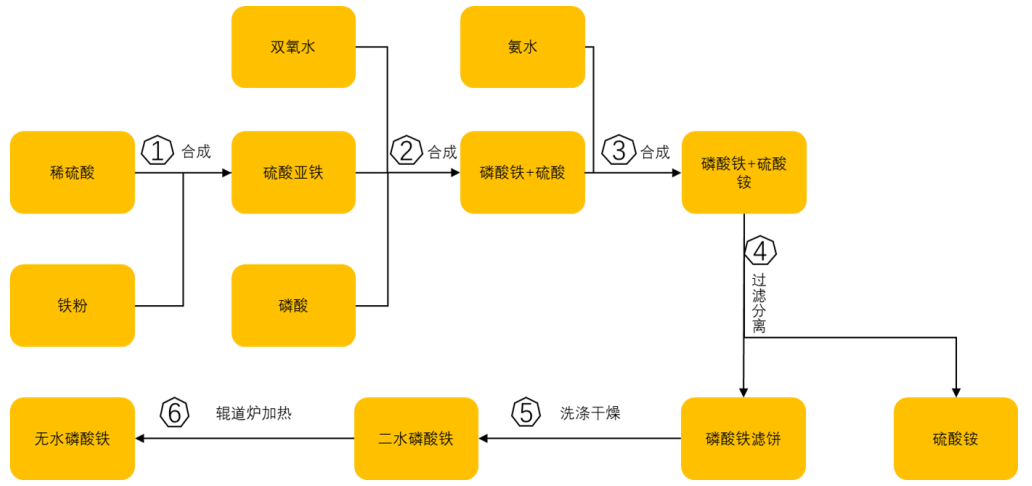 双氧水
氨水
稀硫酸
① 合成
硫酸亚铁
② 合成
磷酸铁+硫酸
③ 合成
磷酸铁+硫酸
铵
铁粉
磷酸
④
过
滤
分
离
无水磷酸铁
⑥ 辊道炉加热
二水磷酸铁
⑤ 洗涤干燥
磷酸铁滤饼
硫酸铵